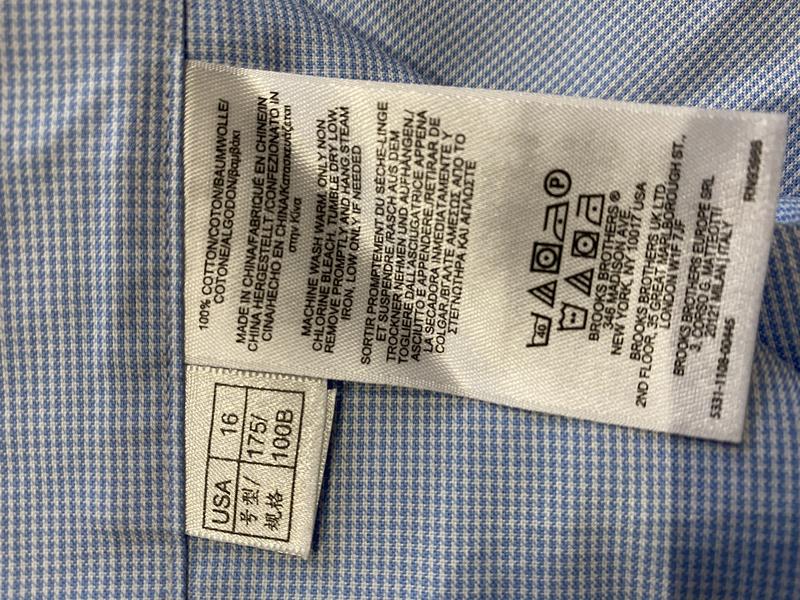 100% COTTON/COTON/BAUMWOLLE/
COTONE/ALGODON/βαμβάκι
MADE IN CHINA/FABRIQUÉ EN CHINE/IN
CHINA HERGESTELLT /CONFEZIONATO IN
CINA/HECHO EN CHINA/Κατασκευάζεται
στην Κίνα
MACHINE WASH WARM. ONLY NON
CHLORINE BLEACH. TUMBLE DRY LOW.
REMOVE PROMPTLY AND HANG.STEAM
IRON, LOW ONLY IF NEEDED
SORTIR PROMPTEMENT DU SÈCHE-LINGE
ET SUSPENDRE./RASCH AUS DEM
TROCKNER NEHMEN UND AUFHÄNGEN./
TOGLIERE DALL'ASCIUGATRICE APPENA
ASCIUTTO E APPENDERE./RETIRAR DE
LA SECADORA INMEDIATAMENTE Y
COLGAR./ΒΓΑΛΤΕ ΑΜΕΣΩΣ ΑΠΟ ΤΟ
ΣΤΕΓΝΩΤΗΡΑ ΚΑΙ ΑΠΛΩΣΤΕ
40 P
BROOKS BROTHERS ®
346 MADISON AVE.
NEW YORK, NY 10017 USA
BROOKS BROTHERS UK LTD.
2ND FLOOR, 35 GREAT MARLBOROUGH ST.,
LONDON W1F 7JF
BROOKS BROTHERS EUROPE SRL
3, CORSO G. MATTEOTTI/
20121 MILAN | ITALY
5331-1108-00445
USA 16
号型/ 175/
规格 100B